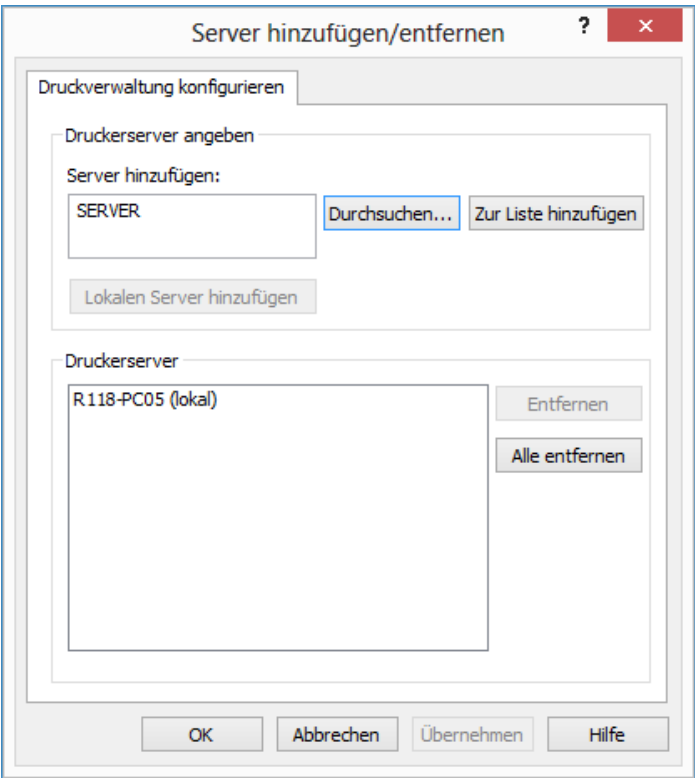 Server hinzufügen/entfernen ? ×
Druckverwaltung konfigurieren
Druckerserver angeben
Server hinzufügen:
SERVER
Durchsuchen... Zur Liste hinzufügen
Lokalen Server hinzufügen
Druckerserver
R118-PC05 (lokal)
Entfernen
Alle entfernen
OK Abbrechen Übernehmen Hilfe